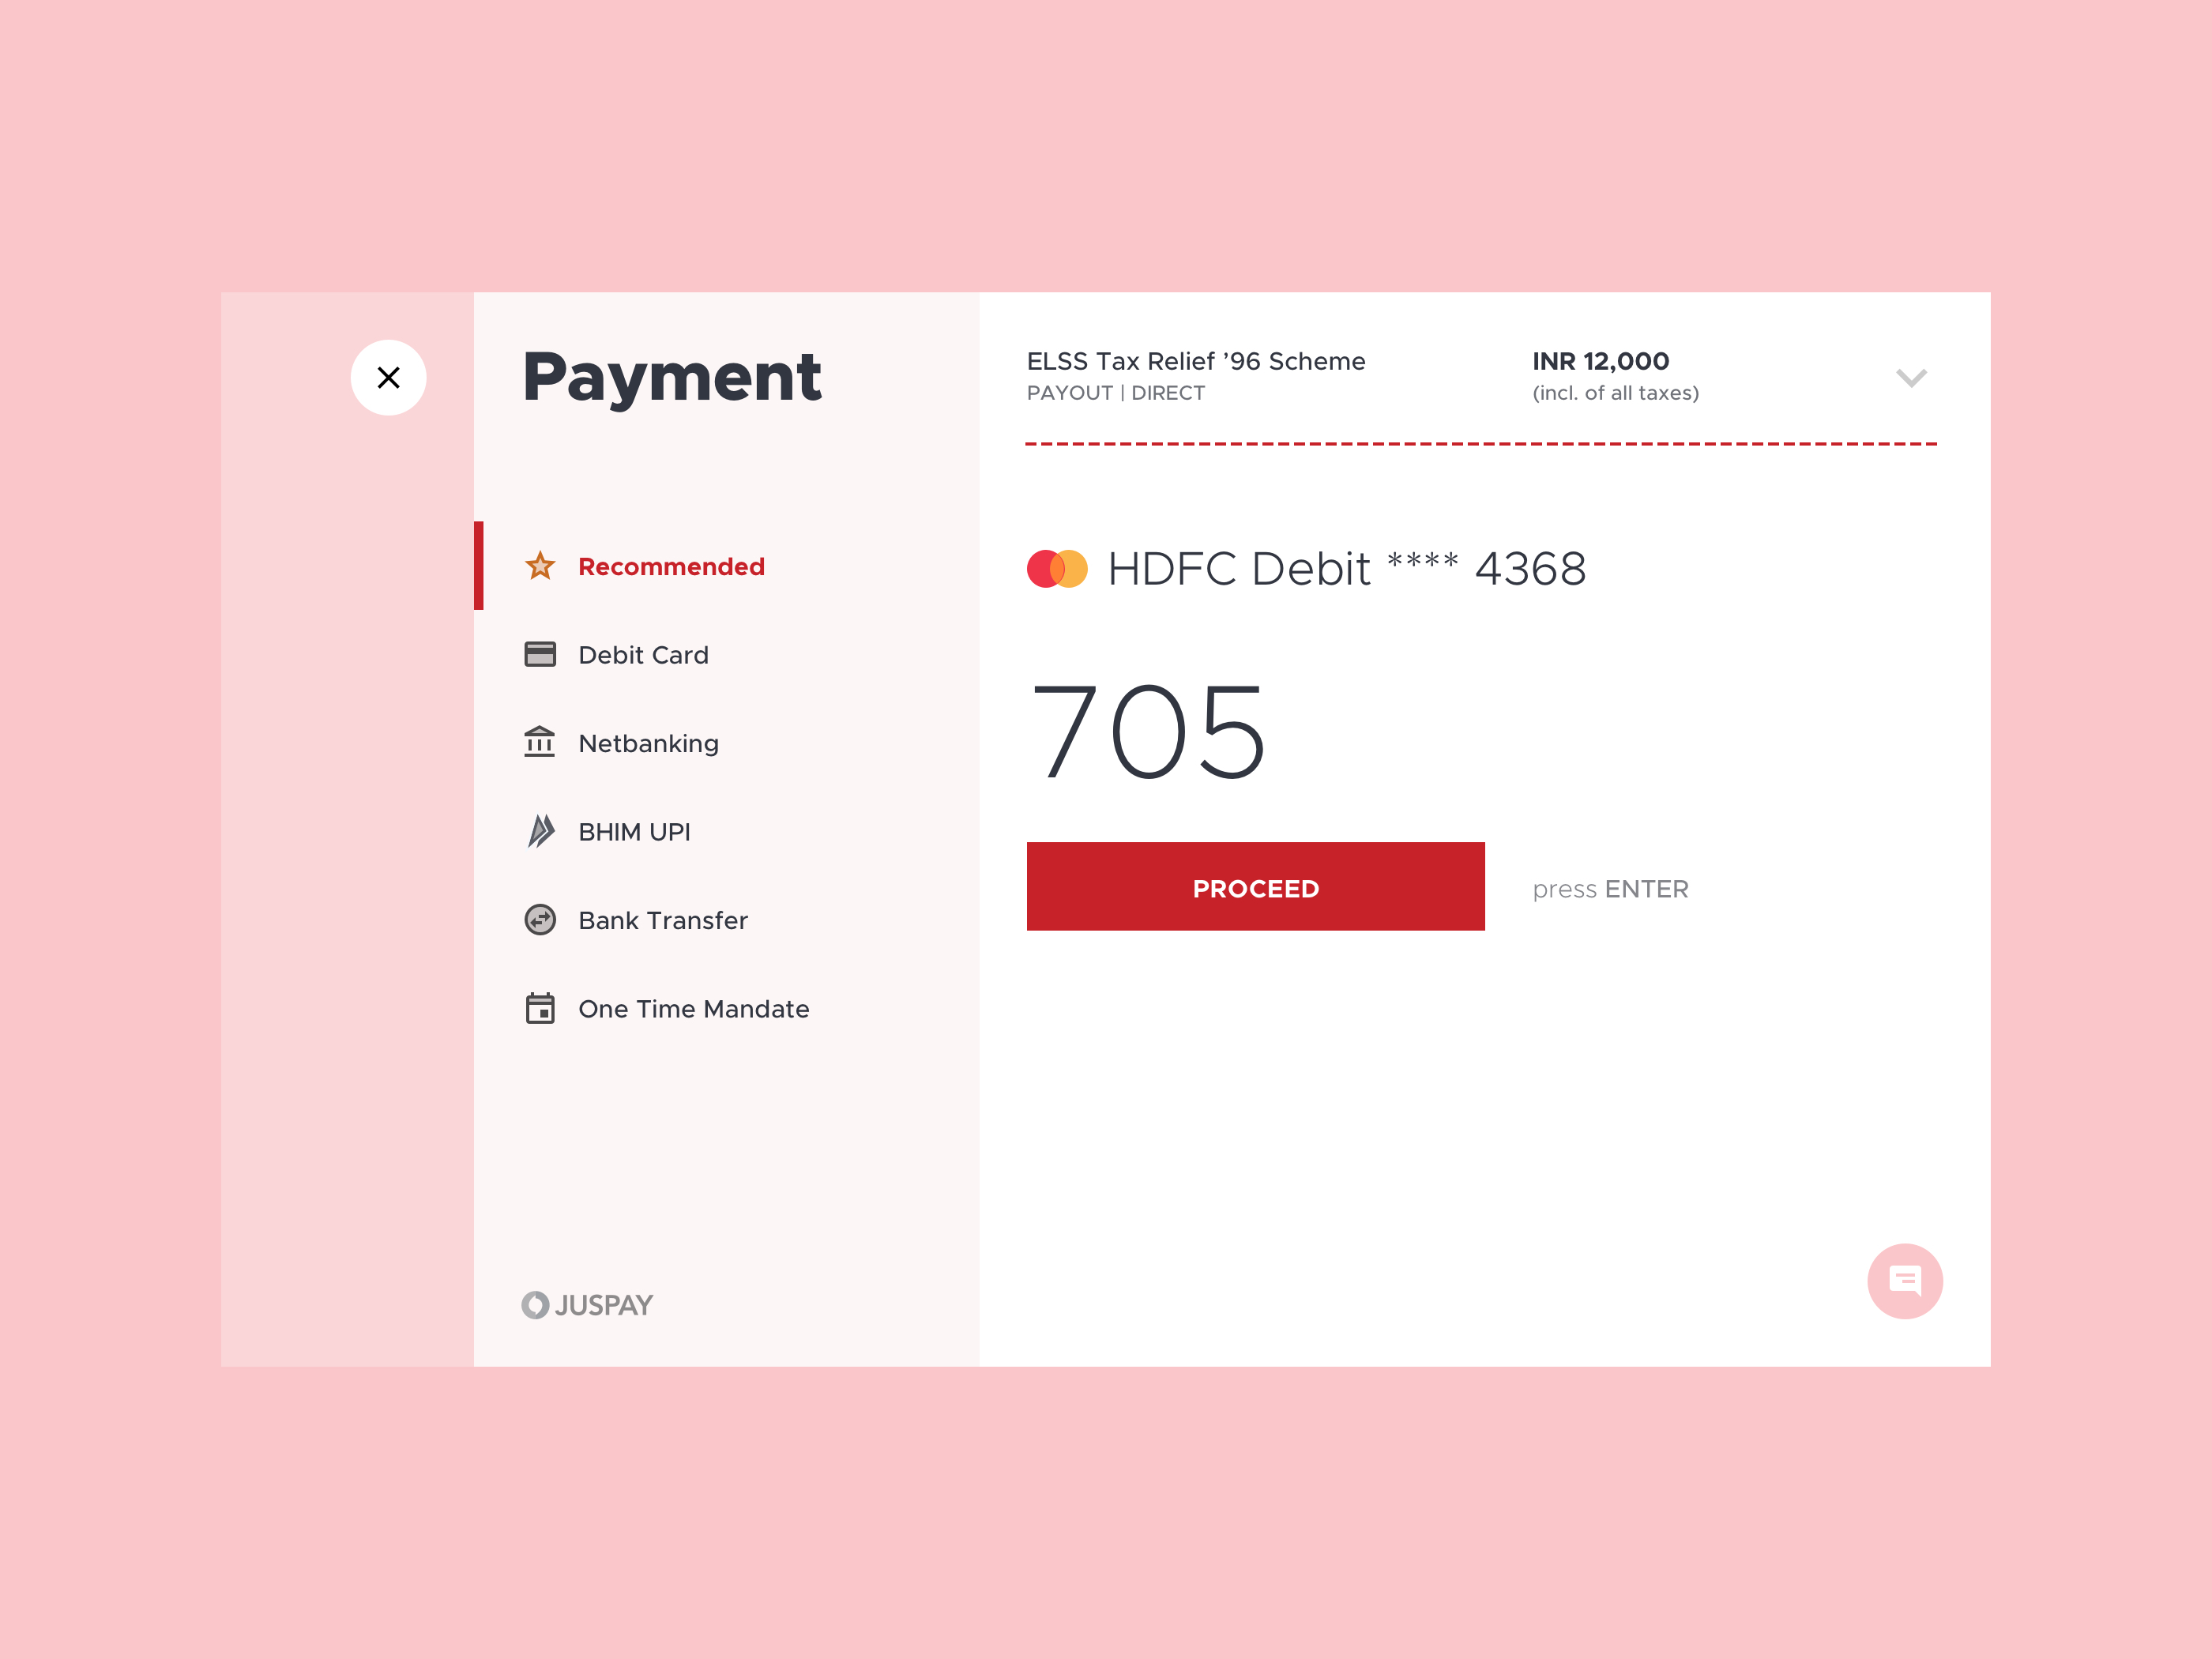 Payment
Recommended
Debit Card
Netbanking
BHIM UPI
Bank Transfer
One Time Mandate
JUSPAY
ELSS Tax Relief ’96 Scheme
PAYOUT | DIRECT
INR 12,000
(incl. of all taxes)
HDFC Debit **** 4368
705
PROCEED
press ENTER